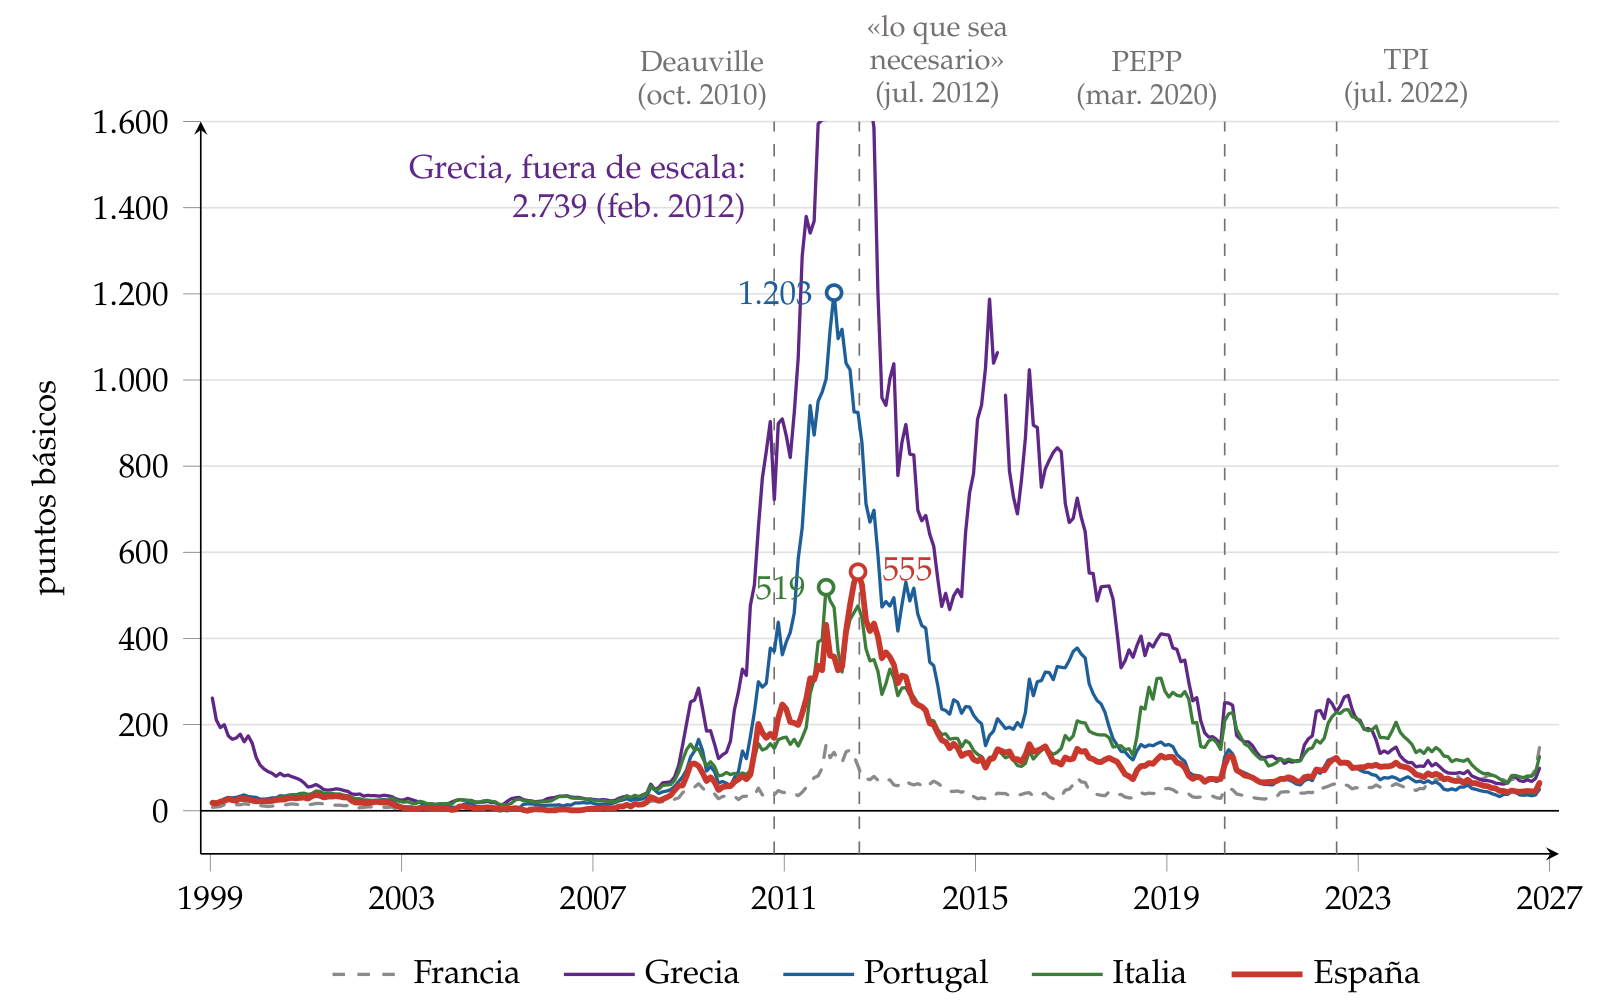 «lo que sea
necesario»
(jul. 2012)
Deauville
(oct. 2010)
PEPP
(mar. 2020)
TPI
(jul. 2022)
1.600
1.400
1.200
1.000
800
600
400
200
0
puntos básicos
Grecia, fuera de escala:
2.739 (feb. 2012)
1.203
519
555
1999
2003
2007
2011
2015
2019
2023
2027
Francia
Grecia
Portugal
Italia
España